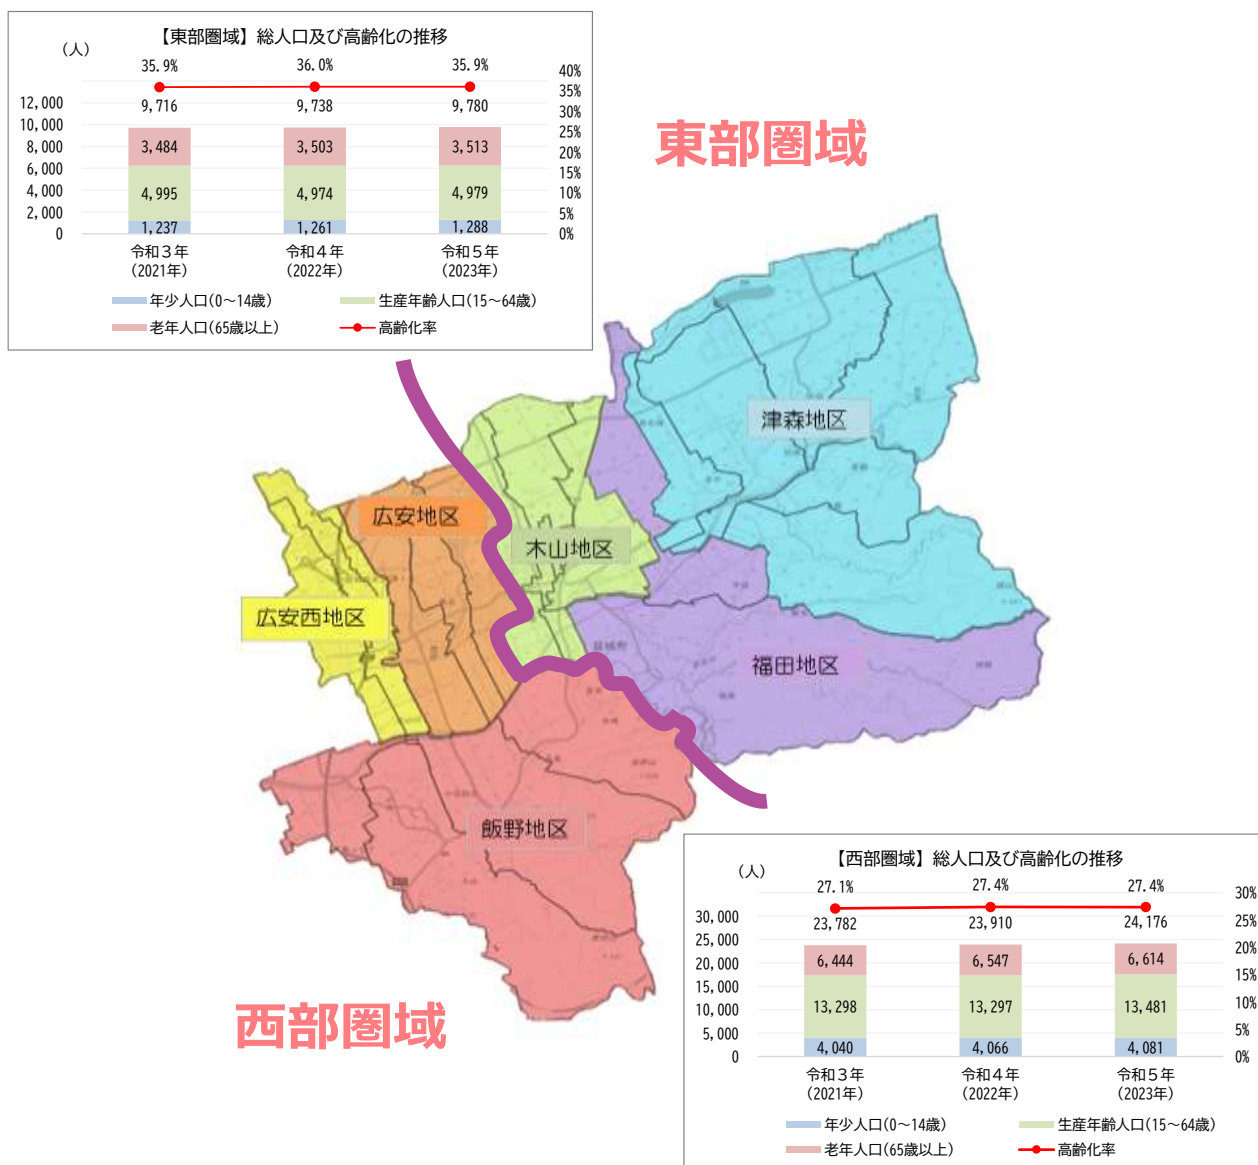 【東部圏域】総人口及び高齢化の推移
（人）
35.9% 36.0% 35.9%
40%
35%
30%
25%
20%
15%
10%
5%
0%
12,000
10,000
8,000
6,000
4,000
2,000
0
9,716 9,738 9,780
3,484 3,503 3,513
4,995 4,974 4,979
1,237 1,261 1,288
令和３年 令和４年 令和５年
（2021年） （2022年） （2023年）
年少人口(0～14歳) 生産年齢人口(15～64歳)
老年人口(65歳以上) 高齢化率
東部圏域
津森地区
広安地区
木山地区
広安西地区
福田地区
飯野地区
西部圏域
【西部圏域】総人口及び高齢化の推移
（人）
27.1% 27.4% 27.4%
30%
25%
20%
15%
10%
5%
0%
30,000
25,000
20,000
15,000
10,000
5,000
0
23,782 23,910 24,176
6,444 6,547 6,614
13,298 13,297 13,481
4,040 4,066 4,081
令和３年 令和４年 令和５年
（2021年） （2022年） （2023年）
年少人口(0～14歳) 生産年齢人口(15～64歳)
老年人口(65歳以上) 高齢化率